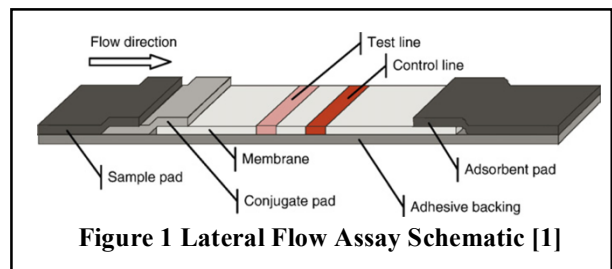 Flow direction
Test line
Control line
Membrane
Sample pad
Conjugate pad
Adsorbent pad
Adhesive backing
Figure 1 Lateral Flow Assay Schematic [1]